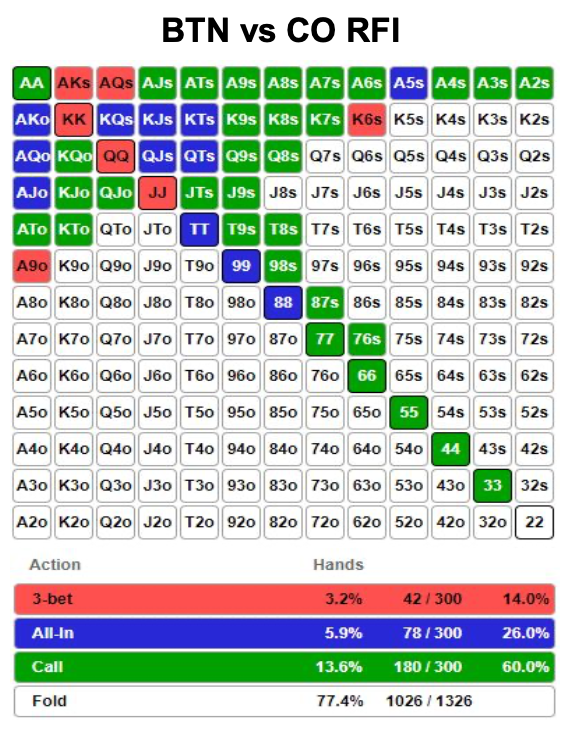 BTN vs CO RFI
AA AKs AQs AJs ATs A9s A8s A7s A6s A5s A4s A3s A2s
AKo KK KQs KJs KTs K9s K8s K7s K6s K5s K4s K3s K2s
AQo KQo QQ QJs QTs Q9s Q8s Q7s Q6s Q5s Q4s Q3s Q2s
AJo KJo QJo JJ JTs J9s J8s J7s J6s J5s J4s J3s J2s
ATo KTo QTo JTo TT T9s T8s T7s T6s T5s T4s T3s T2s
A9o K9o Q9o J9o T9o 99 98s 97s 96s 95s 94s 93s 92s
A8o K8o Q8o J8o T8o 98o 88 87s 86s 85s 84s 83s 82s
A7o K7o Q7o J7o T7o 97o 87o 77 76s 75s 74s 73s 72s
A6o K6o Q6o J6o T6o 96o 86o 76o 66 65s 64s 63s 62s
A5o K5o Q5o J5o T5o 95o 85o 75o 65o 55 54s 53s 52s
A4o K4o Q4o J4o T4o 94o 84o 74o 64o 54o 44 43s 42s
A3o K3o Q3o J3o T3o 93o 83o 73o 63o 53o 43o 33 32s
A2o K2o Q2o J2o T2o 92o 82o 72o 62o 52o 42o 32o 22
Action Hands
3-bet 3.2% 42 / 300 14.0%
All-In 5.9% 78 / 300 26.0%
Call 13.6% 180 / 300 60.0%
Fold 77.4% 1026 / 1326